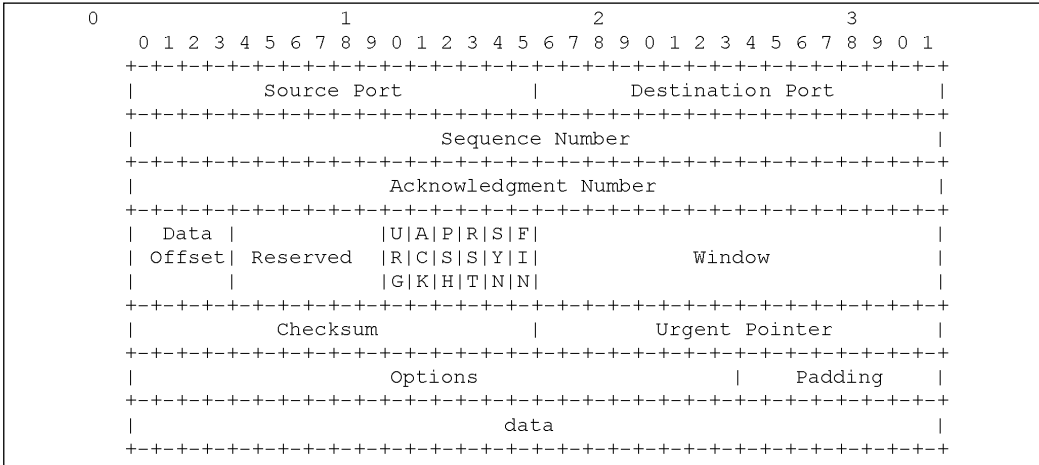 0                   1                   2                   3
    0 1 2 3 4 5 6 7 8 9 0 1 2 3 4 5 6 7 8 9 0 1 2 3 4 5 6 7 8 9 0 1
   +-+-+-+-+-+-+-+-+-+-+-+-+-+-+-+-+-+-+-+-+-+-+-+-+-+-+-+-+-+-+-+-+
   |          Source Port          |       Destination Port        |
   +-+-+-+-+-+-+-+-+-+-+-+-+-+-+-+-+-+-+-+-+-+-+-+-+-+-+-+-+-+-+-+-+
   |                        Sequence Number                        |
   +-+-+-+-+-+-+-+-+-+-+-+-+-+-+-+-+-+-+-+-+-+-+-+-+-+-+-+-+-+-+-+-+
   |                    Acknowledgment Number                      |
   +-+-+-+-+-+-+-+-+-+-+-+-+-+-+-+-+-+-+-+-+-+-+-+-+-+-+-+-+-+-+-+-+
   |  Data |           |U|A|P|R|S|F|                               |
   | Offset| Reserved  |R|C|S|S|Y|I|            Window             |
   |       |           |G|K|H|T|N|N|                               |
   +-+-+-+-+-+-+-+-+-+-+-+-+-+-+-+-+-+-+-+-+-+-+-+-+-+-+-+-+-+-+-+-+
   |           Checksum            |         Urgent Pointer        |
   +-+-+-+-+-+-+-+-+-+-+-+-+-+-+-+-+-+-+-+-+-+-+-+-+-+-+-+-+-+-+-+-+
   |                    Options                    |    Padding    |
   +-+-+-+-+-+-+-+-+-+-+-+-+-+-+-+-+-+-+-+-+-+-+-+-+-+-+-+-+-+-+-+-+
   |                             data                              |
   +-+-+-+-+-+-+-+-+-+-+-+-+-+-+-+-+-+-+-+-+-+-+-+-+-+-+-+-+-+-+-+-+